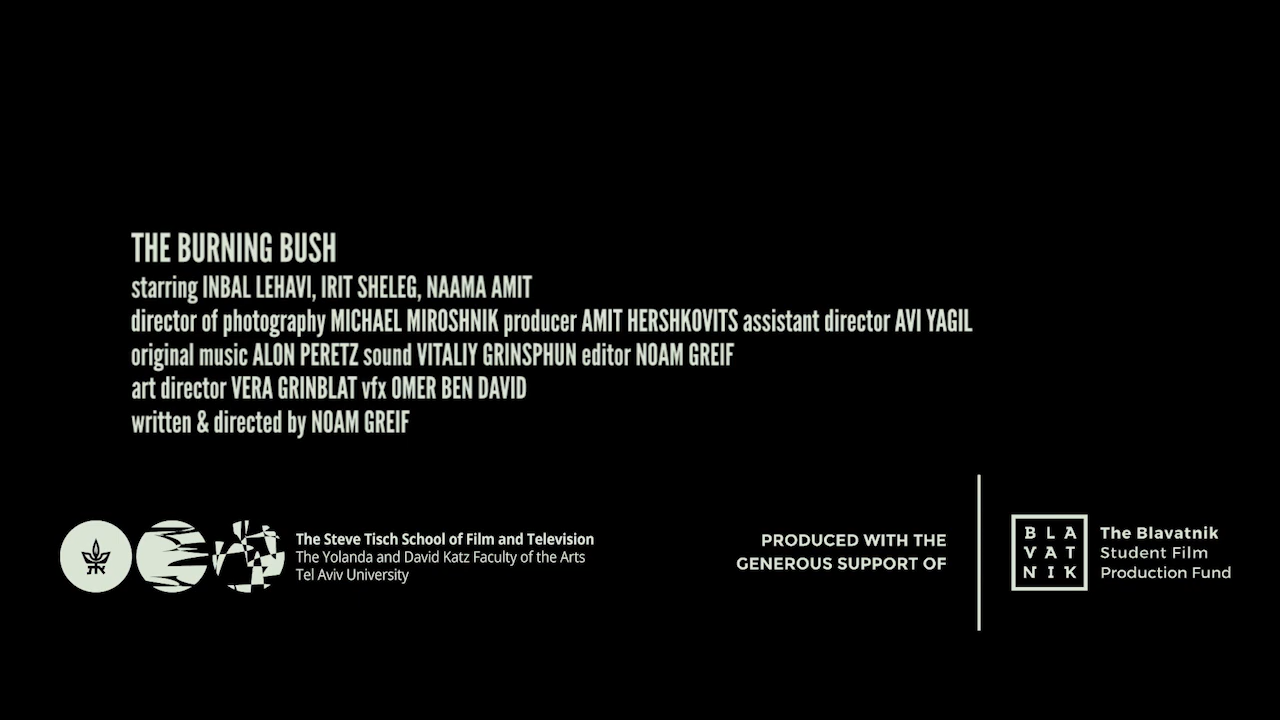 THE BURNING BUSH
starring INBAL LEHAVI, IRIT SHELEG, NAAMA AMIT
director of photography MICHAEL MIROSHNIK producer AMIT HERSHKOVITS assistant director AVI YAGIL
original music ALON PERETZ sound VITALIY GRINSPHUN editor NOAM GREIF
art director VERA GRINBLAT vfx OMER BEN DAVID
written & directed by NOAM GREIF
The Steve Tisch School of Film and Television
The Yolanda and David Katz Faculty of the Arts
Tel Aviv University
PRODUCED WITH THE
GENEROUS SUPPORT OF
BLA
VAT
NIK
The Blavatnik
Student Film
Production Fund